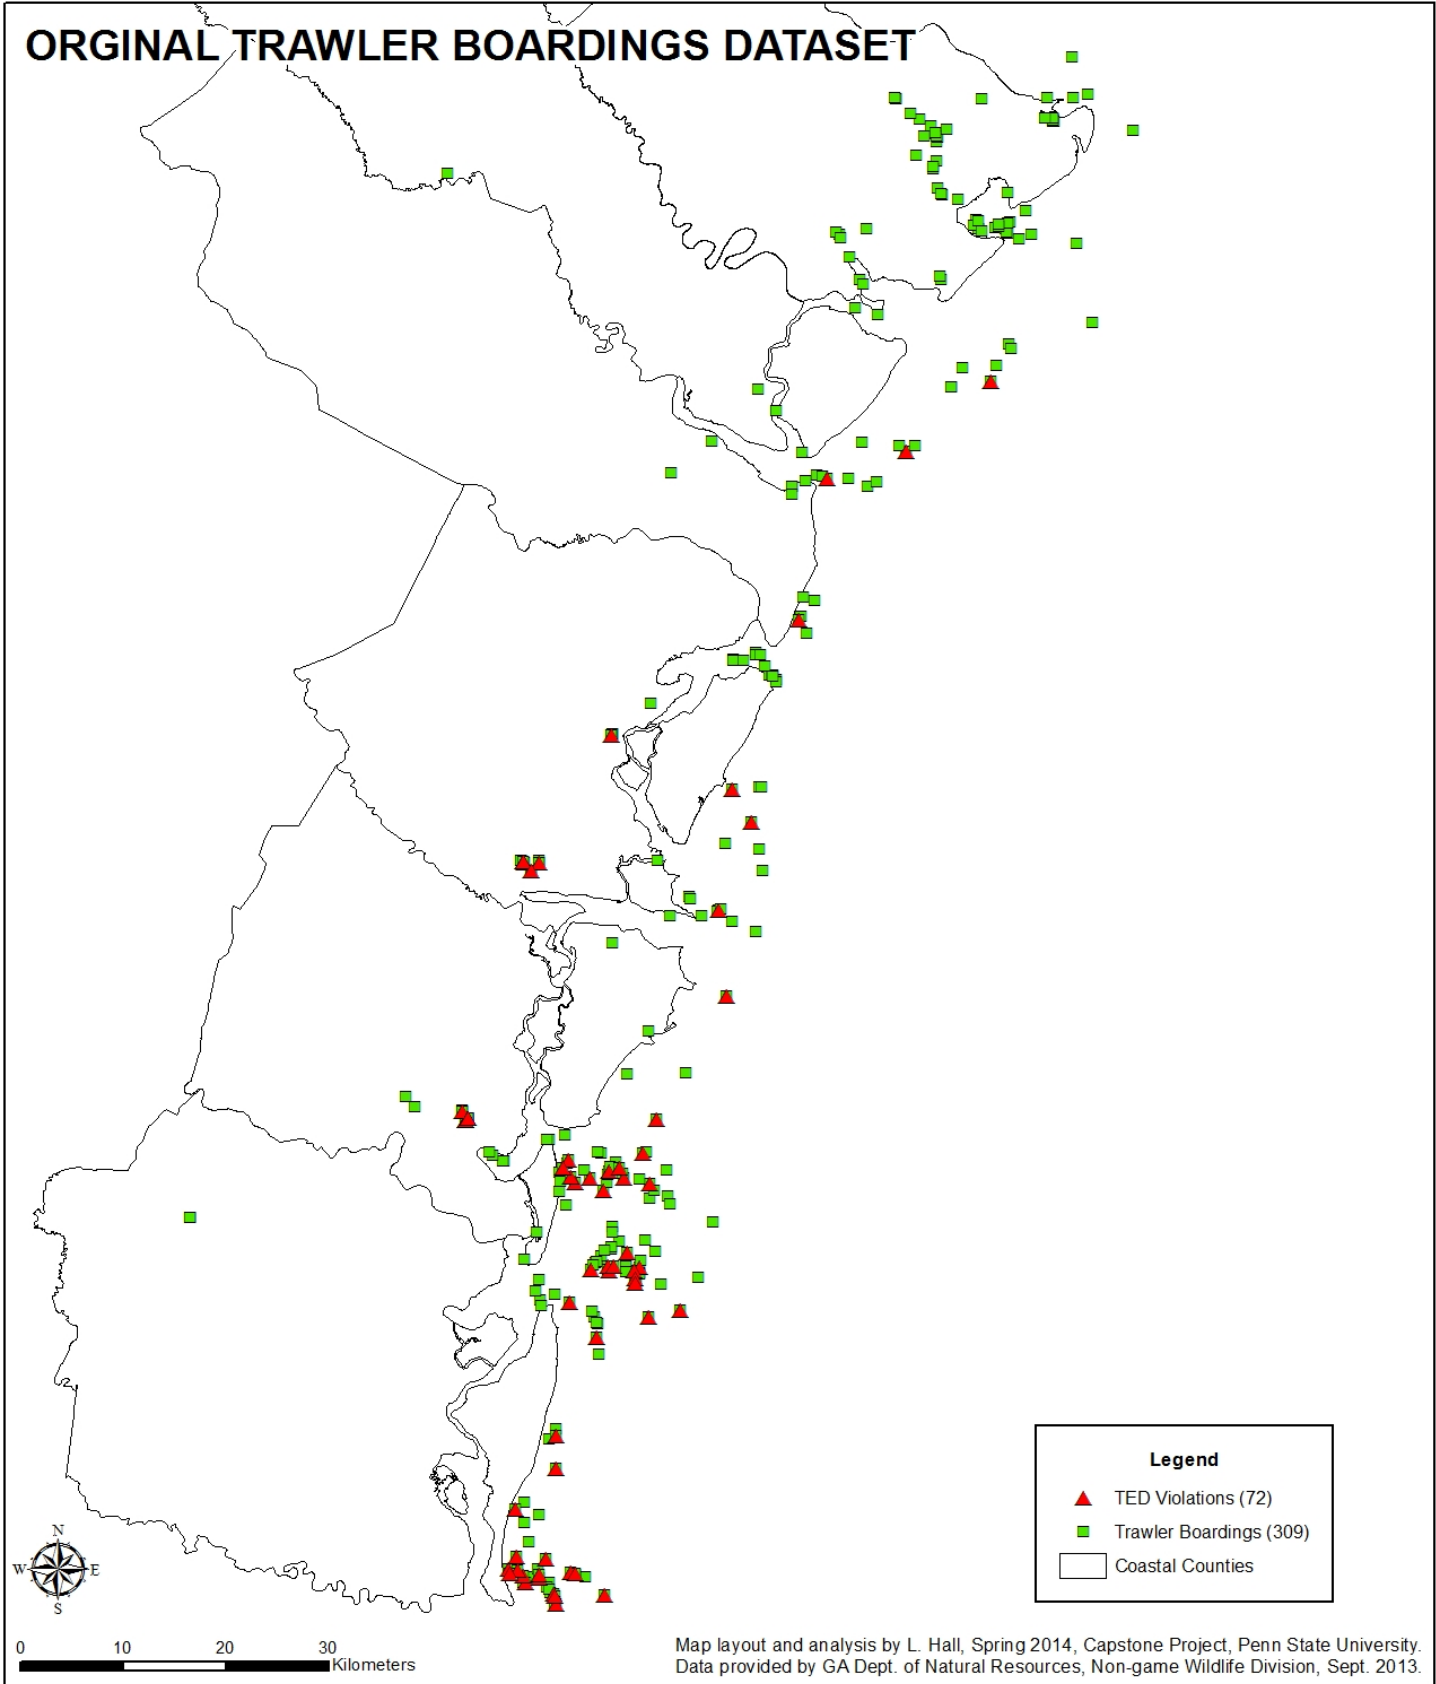 ORGINAL TRAWLER BOARDINGS DATASET
Legend
TED Violations (72)
Trawler Boardings (309)
Coastal Counties
N
W E
S
0 10 20 30
Kilometers
Map layout and analysis by L. Hall, Spring 2014, Capstone Project, Penn State University.
Data provided by GA Dept. of Natural Resources, Non-game Wildlife Division, Sept. 2013.